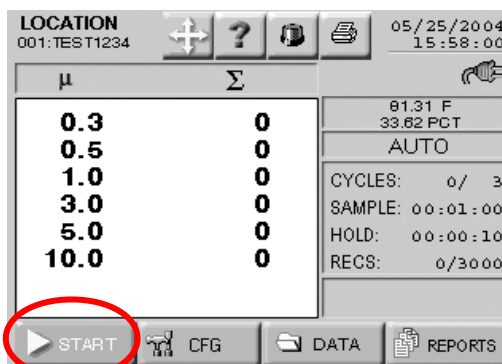 LOCATION
001:TEST1234
?
05/25/2004
15:58:00
µ Σ
0.3 0
0.5 0
1.0 0
3.0 0
5.0 0
10.0 0
81.31 F
33.62 PCT
AUTO
CYCLES: 0/ 3
SAMPLE: 00:01:00
HOLD: 00:00:10
RECS: 0/3000
START
CFG
DATA
REPORTS